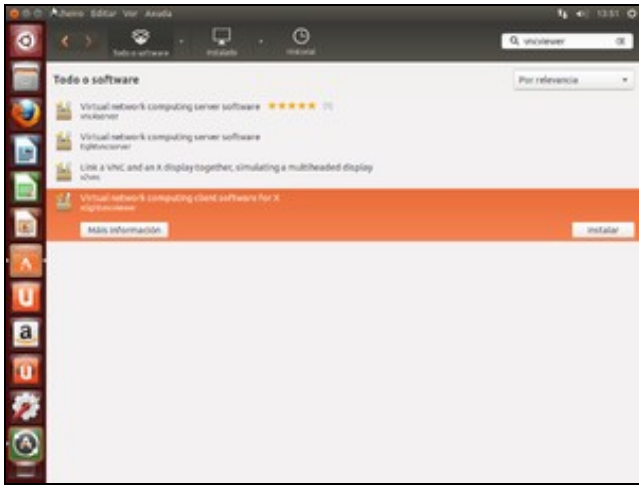 Arquivo Editar Ver Axuda
13:51
Todo o software
Instalado
Historial
vncviewer
Todo o software
Por relevancia
Virtual network computing server software (1)
vnc4server
Virtual network computing server software
tightvncserver
Link a VNC and an X display together, simulating a multiheaded display
x2vnc
Virtual network computing client software for X
xtightvncviewer
Máis información
Instalar